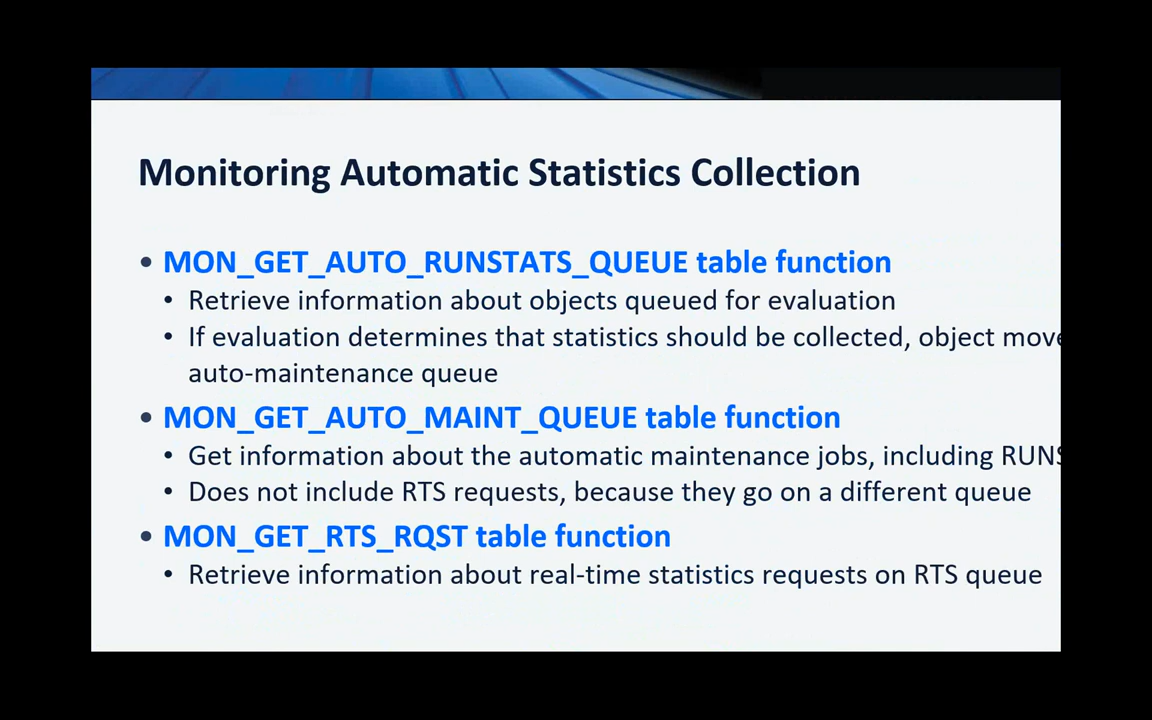 Monitoring Automatic Statistics Collection
• MON_GET_AUTO_RUNSTATS_QUEUE table function
• Retrieve information about objects queued for evaluation
• If evaluation determines that statistics should be collected, object
auto-maintenance queue
• MON_GET_AUTO_MAINT_QUEUE table function
• Get information about the automatic maintenance jobs, including
• Does not include RTS requests, because they go on a different queue
• MON_GET_RTS_RQST table function
• Retrieve information about real-time statistics requests on RTS queue